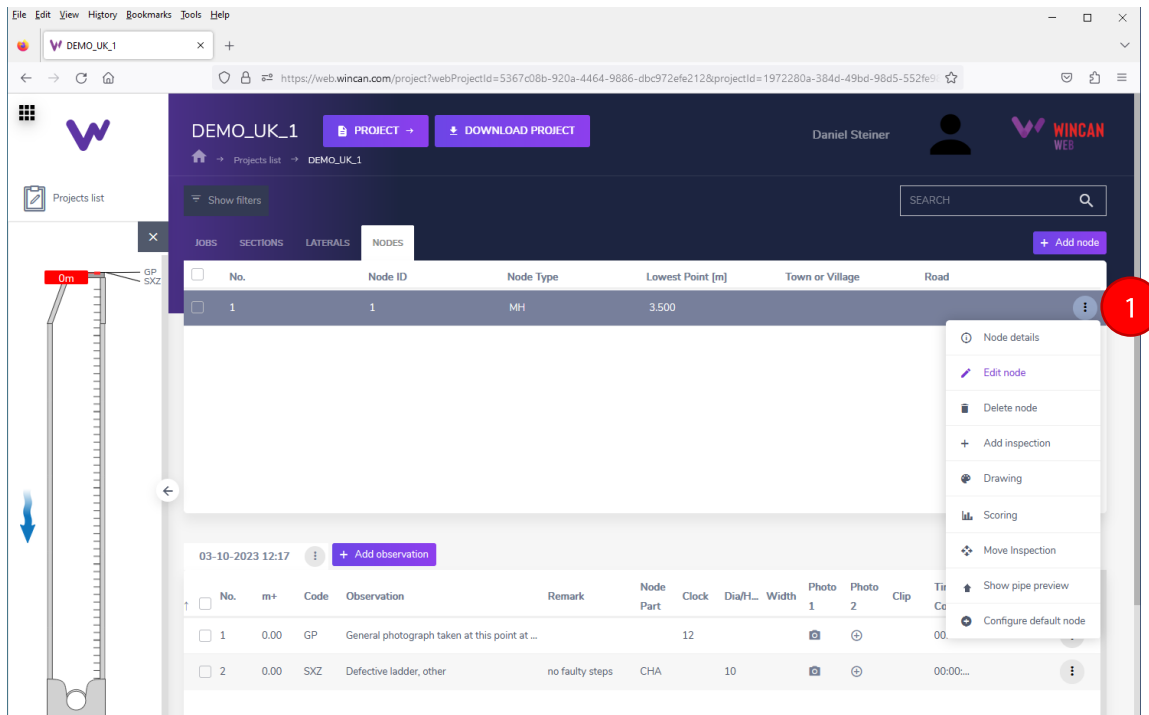 File Edit View History Bookmarks Tools Help
DEMO_UK_1
https://web.wincan.com/project?webProjectId=5367c08b-920a-4464-9886-dbc972efe212&projectId=1972280a-384d-49bd-98d5-552fe9
DEMO_UK_1 PROJECT → DOWNLOAD PROJECT Daniel Steiner WINCAN WEB
→ Projects list → DEMO_UK_1
Projects list Show filters SEARCH
JOBS SECTIONS LATERALS NODES + Add node
0m GP
SXZ
No. Node ID Node Type Lowest Point [m] Town or Village Road
1 1 MH 3.500
1
Node details
Edit node
Delete node
Add inspection
Drawing
Scoring
Move Inspection
Show pipe preview
Configure default node
03-10-2023 12:17 + Add observation
↑ No. m+ Code Observation Remark Node Part Clock Dia/H... Width Photo 1 Photo 2 Clip
1 0.00 GP General photograph taken at this point at ... 12 00:
2 0.00 SXZ Defective ladder, other no faulty steps CHA 10 00:00:...